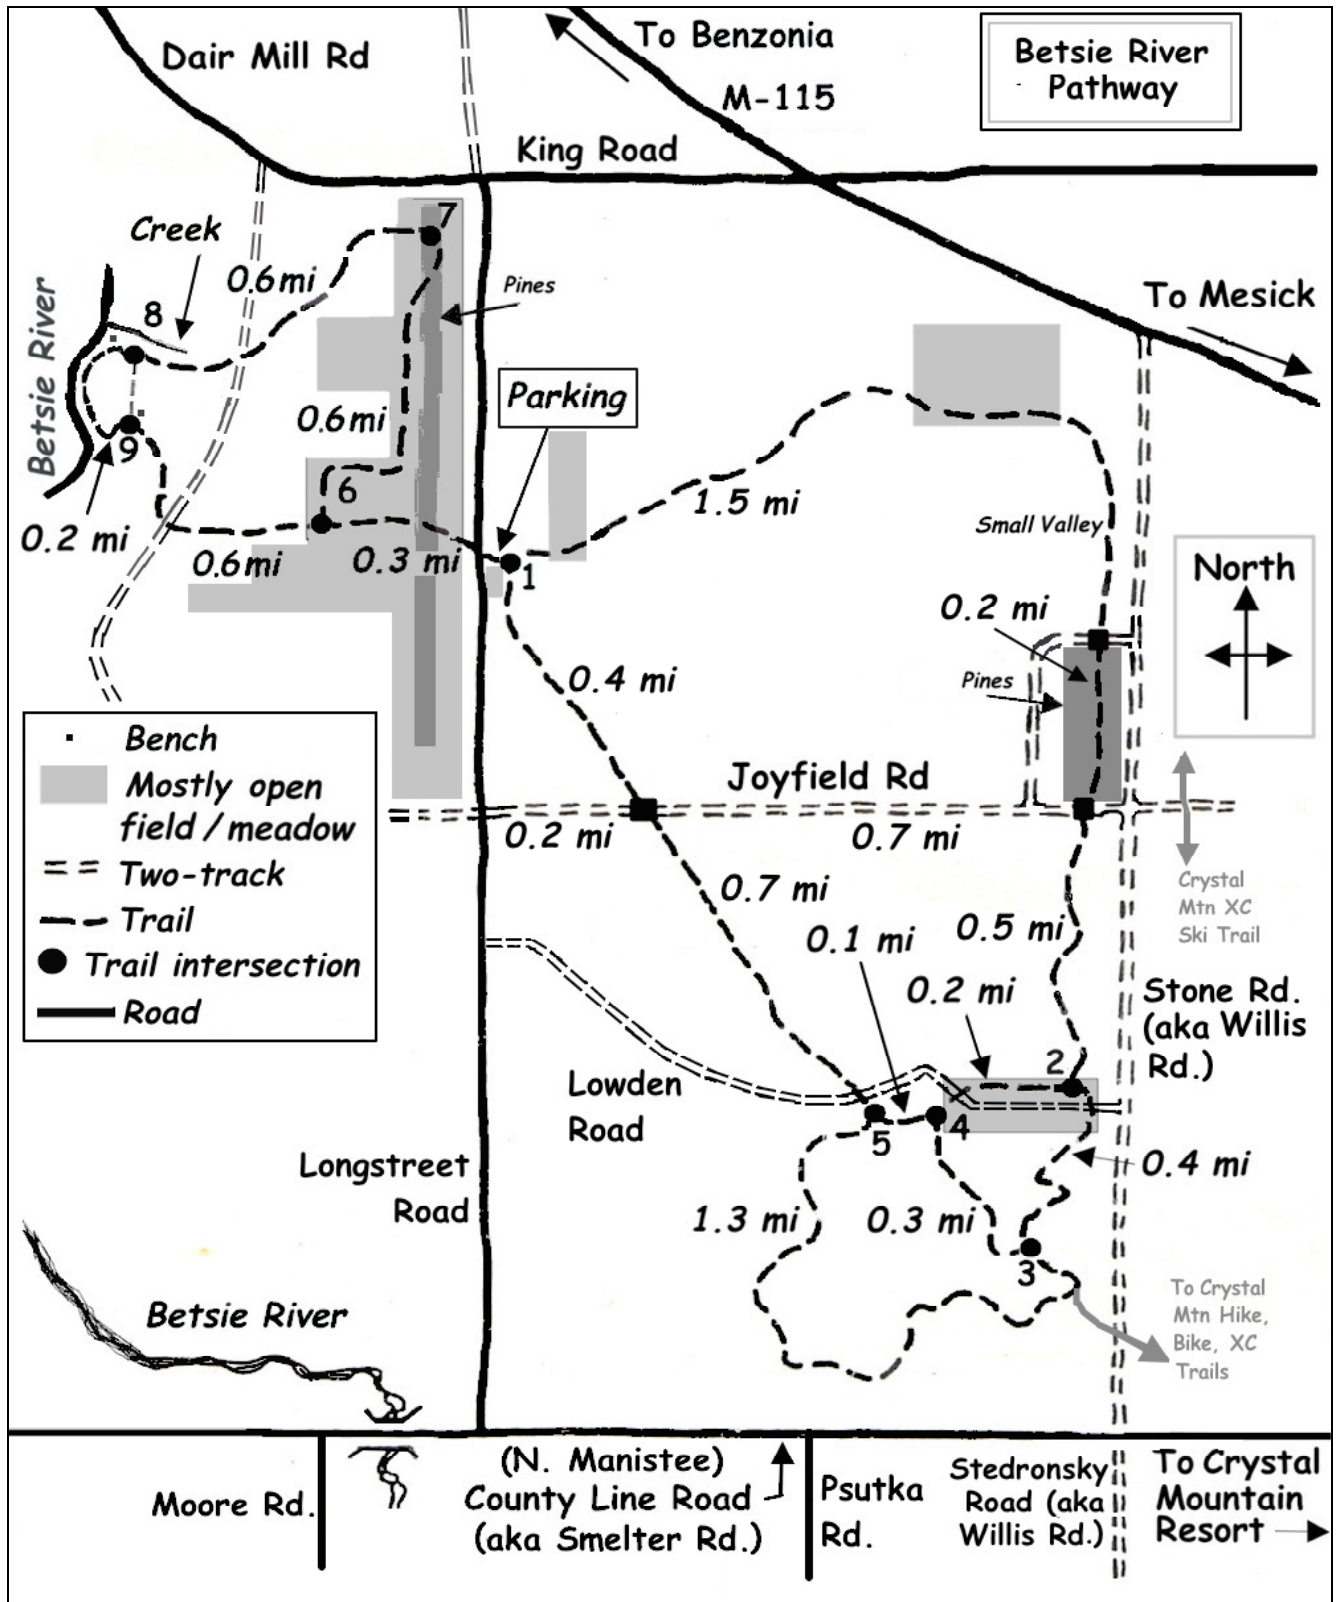 Dair Mill Rd
To Benzonia
M-115
Betsie River
Pathway
King Road
Creek
7
0.6 mi
Pines
To Mesick
Betsie River
8
Parking
0.6 mi
9
6
1.5 mi
Small Valley
0.2 mi
0.6 mi
0.3 mi
1
North
0.2 mi
0.4 mi
Pines
Bench
Mostly open
field / meadow
Two-track
Trail
Trail intersection
Road
Joyfield Rd
0.2 mi
0.7 mi
0.7 mi
Crystal
Mtn XC
Ski Trail
0.1 mi
0.5 mi
0.2 mi
Stone Rd.
(aka Willis
Rd.)
2
Lowden
Road
5
4
0.4 mi
Longstreet
Road
1.3 mi
0.3 mi
3
To Crystal
Mtn Hike,
Bike, XC
Trails
Betsie River
Moore Rd.
(N. Manistee)
County Line Road
(aka Smelter Rd.)
Psutka
Rd.
Stedronsky
Road (aka
Willis Rd.)
To Crystal
Mountain
Resort